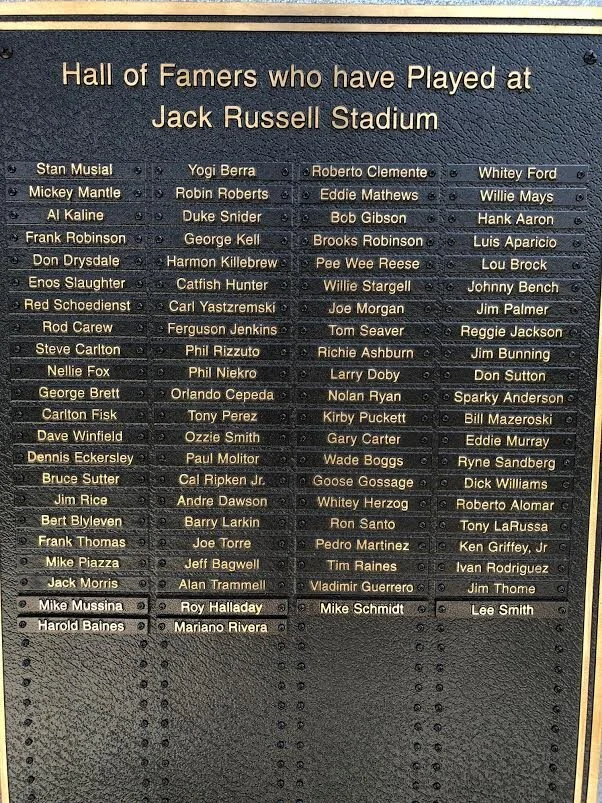 Hall of Famers who have Played at
Jack Russell Stadium
Stan Musial Yogi Berra Roberto Clemente Whitey Ford
Mickey Mantle Robin Roberts Eddie Mathews Willie Mays
Al Kaline Duke Snider Bob Gibson Hank Aaron
Frank Robinson George Kell Brooks Robinson Luis Aparicio
Don Drysdale Harmon Killebrew Pee Wee Reese Lou Brock
Enos Slaughter Catfish Hunter Willie Stargell Johnny Bench
Red Schoedienst Carl Yastzremski Joe Morgan Jim Palmer
Rod Carew Ferguson Jenkins Tom Seaver Reggie Jackson
Steve Carlton Phil Rizzuto Richie Ashburn Jim Bunning
Nellie Fox Phil Niekro Larry Doby Don Sutton
George Brett Orlando Cepeda Nolan Ryan Sparky Anderson
Carlton Fisk Tony Perez Kirby Puckett Bill Mazeroski
Dave Winfield Ozzie Smith Gary Carter Eddie Murray
Dennis Eckersley Paul Molitor Wade Boggs Ryne Sandberg
Bruce Sutter Cal Ripken Jr. Goose Gossage Dick Williams
Jim Rice Andre Dawson Whitey Herzog Roberto Alomar
Bert Blyleven Barry Larkin Ron Santo Tony LaRussa
Frank Thomas Joe Torre Pedro Martinez Ken Griffey, Jr
Mike Piazza Jeff Bagwell Tim Raines Ivan Rodriguez
Jack Morris Alan Trammell Vladimir Guerrero Jim Thome
Mike Mussina Roy Halladay Mike Schmidt Lee Smith
Harold Baines Mariano Rivera